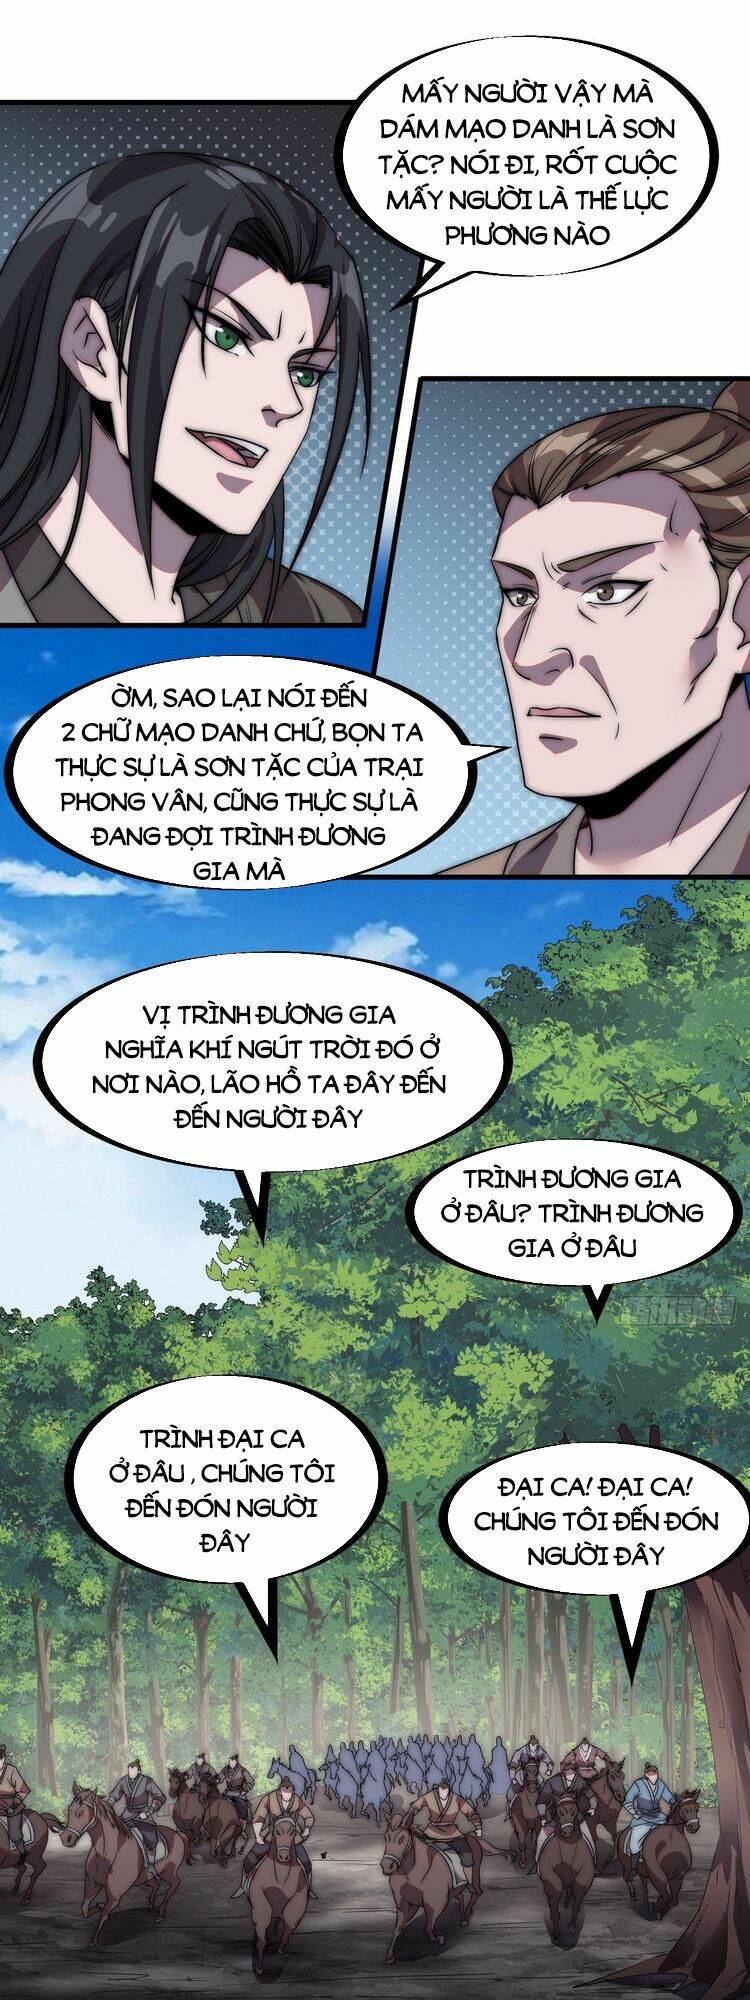 MẤY NGƯỜI VẬY MÀ
DÁM MẠO DANH LÀ SƠN
TẶC? NÓI ĐI, RỐT CUỘC
MẤY NGƯỜI LÀ THẾ LỰC
PHƯƠNG NÀO
ỜM, SAO LẠI NÓI ĐẾN
2 CHỮ MẠO DANH CHỨ, BỌN TA
THỰC SỰ LÀ SƠN TẶC CỦA TRẠI
PHONG VÂN, CŨNG THỰC SỰ LÀ
ĐANG ĐỢI TRÌNH ĐƯƠNG
GIA MÀ
VỊ TRÌNH ĐƯƠNG GIA
NGHĨA KHÍ NGÚT TRỜI ĐÓ Ở
NƠI NÀO, LÃO HỒ TA ĐÂY ĐẾN
ĐẾN NGƯỜI ĐÂY
TRÌNH ĐƯƠNG GIA
Ở ĐÂU? TRÌNH ĐƯƠNG
GIA Ở ĐÂU
TRÌNH ĐẠI CA
Ở ĐÂU , CHÚNG TÔI
ĐẾN ĐÓN NGƯỜI
ĐÂY
ĐẠI CA! ĐẠI CA!
CHÚNG TÔI ĐẾN ĐÓN
NGƯỜI ĐÂY